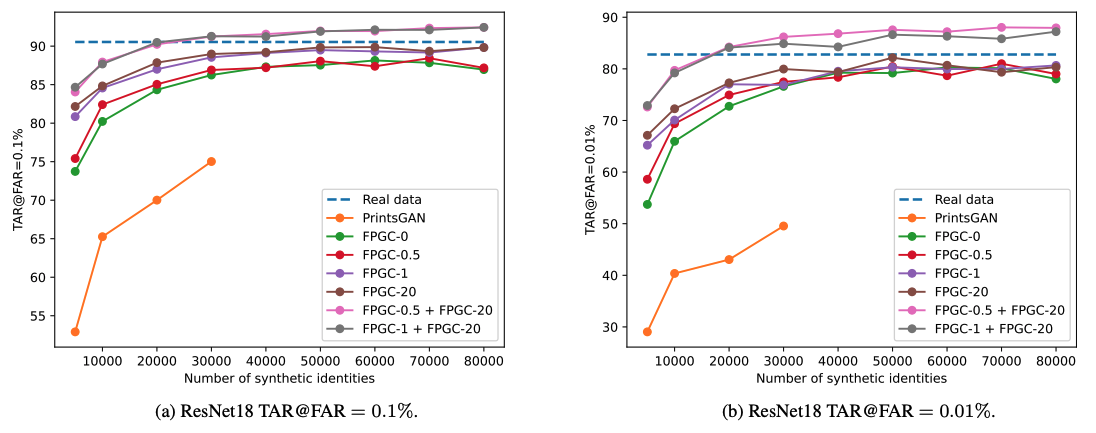 90
85
80
75
70
65
60
55
TAR@FAR=0.1%
10000 20000 30000 40000 50000 60000 70000 80000
Number of synthetic identities
Real data
PrintsGAN
FPGC-0
FPGC-0.5
FPGC-1
FPGC-20
FPGC-0.5 + FPGC-20
FPGC-1 + FPGC-20
(a) ResNet18 TAR@FAR = 0.1%.
90
80
70
60
50
40
30
TAR@FAR=0.01%
10000 20000 30000 40000 50000 60000 70000 80000
Number of synthetic identities
Real data
PrintsGAN
FPGC-0
FPGC-0.5
FPGC-1
FPGC-20
FPGC-0.5 + FPGC-20
FPGC-1 + FPGC-20
(b) ResNet18 TAR@FAR = 0.01%.